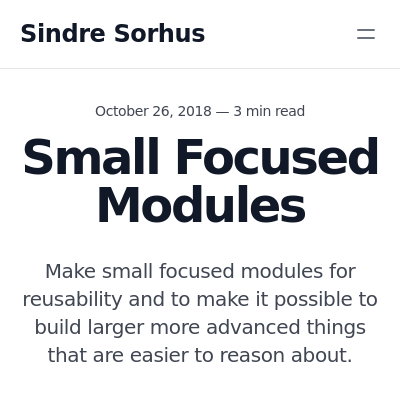 Sindre Sorhus
October 26, 2018 — 3 min read
Small Focused
Modules
Make small focused modules for
reusability and to make it possible to
build larger more advanced things
that are easier to reason about.